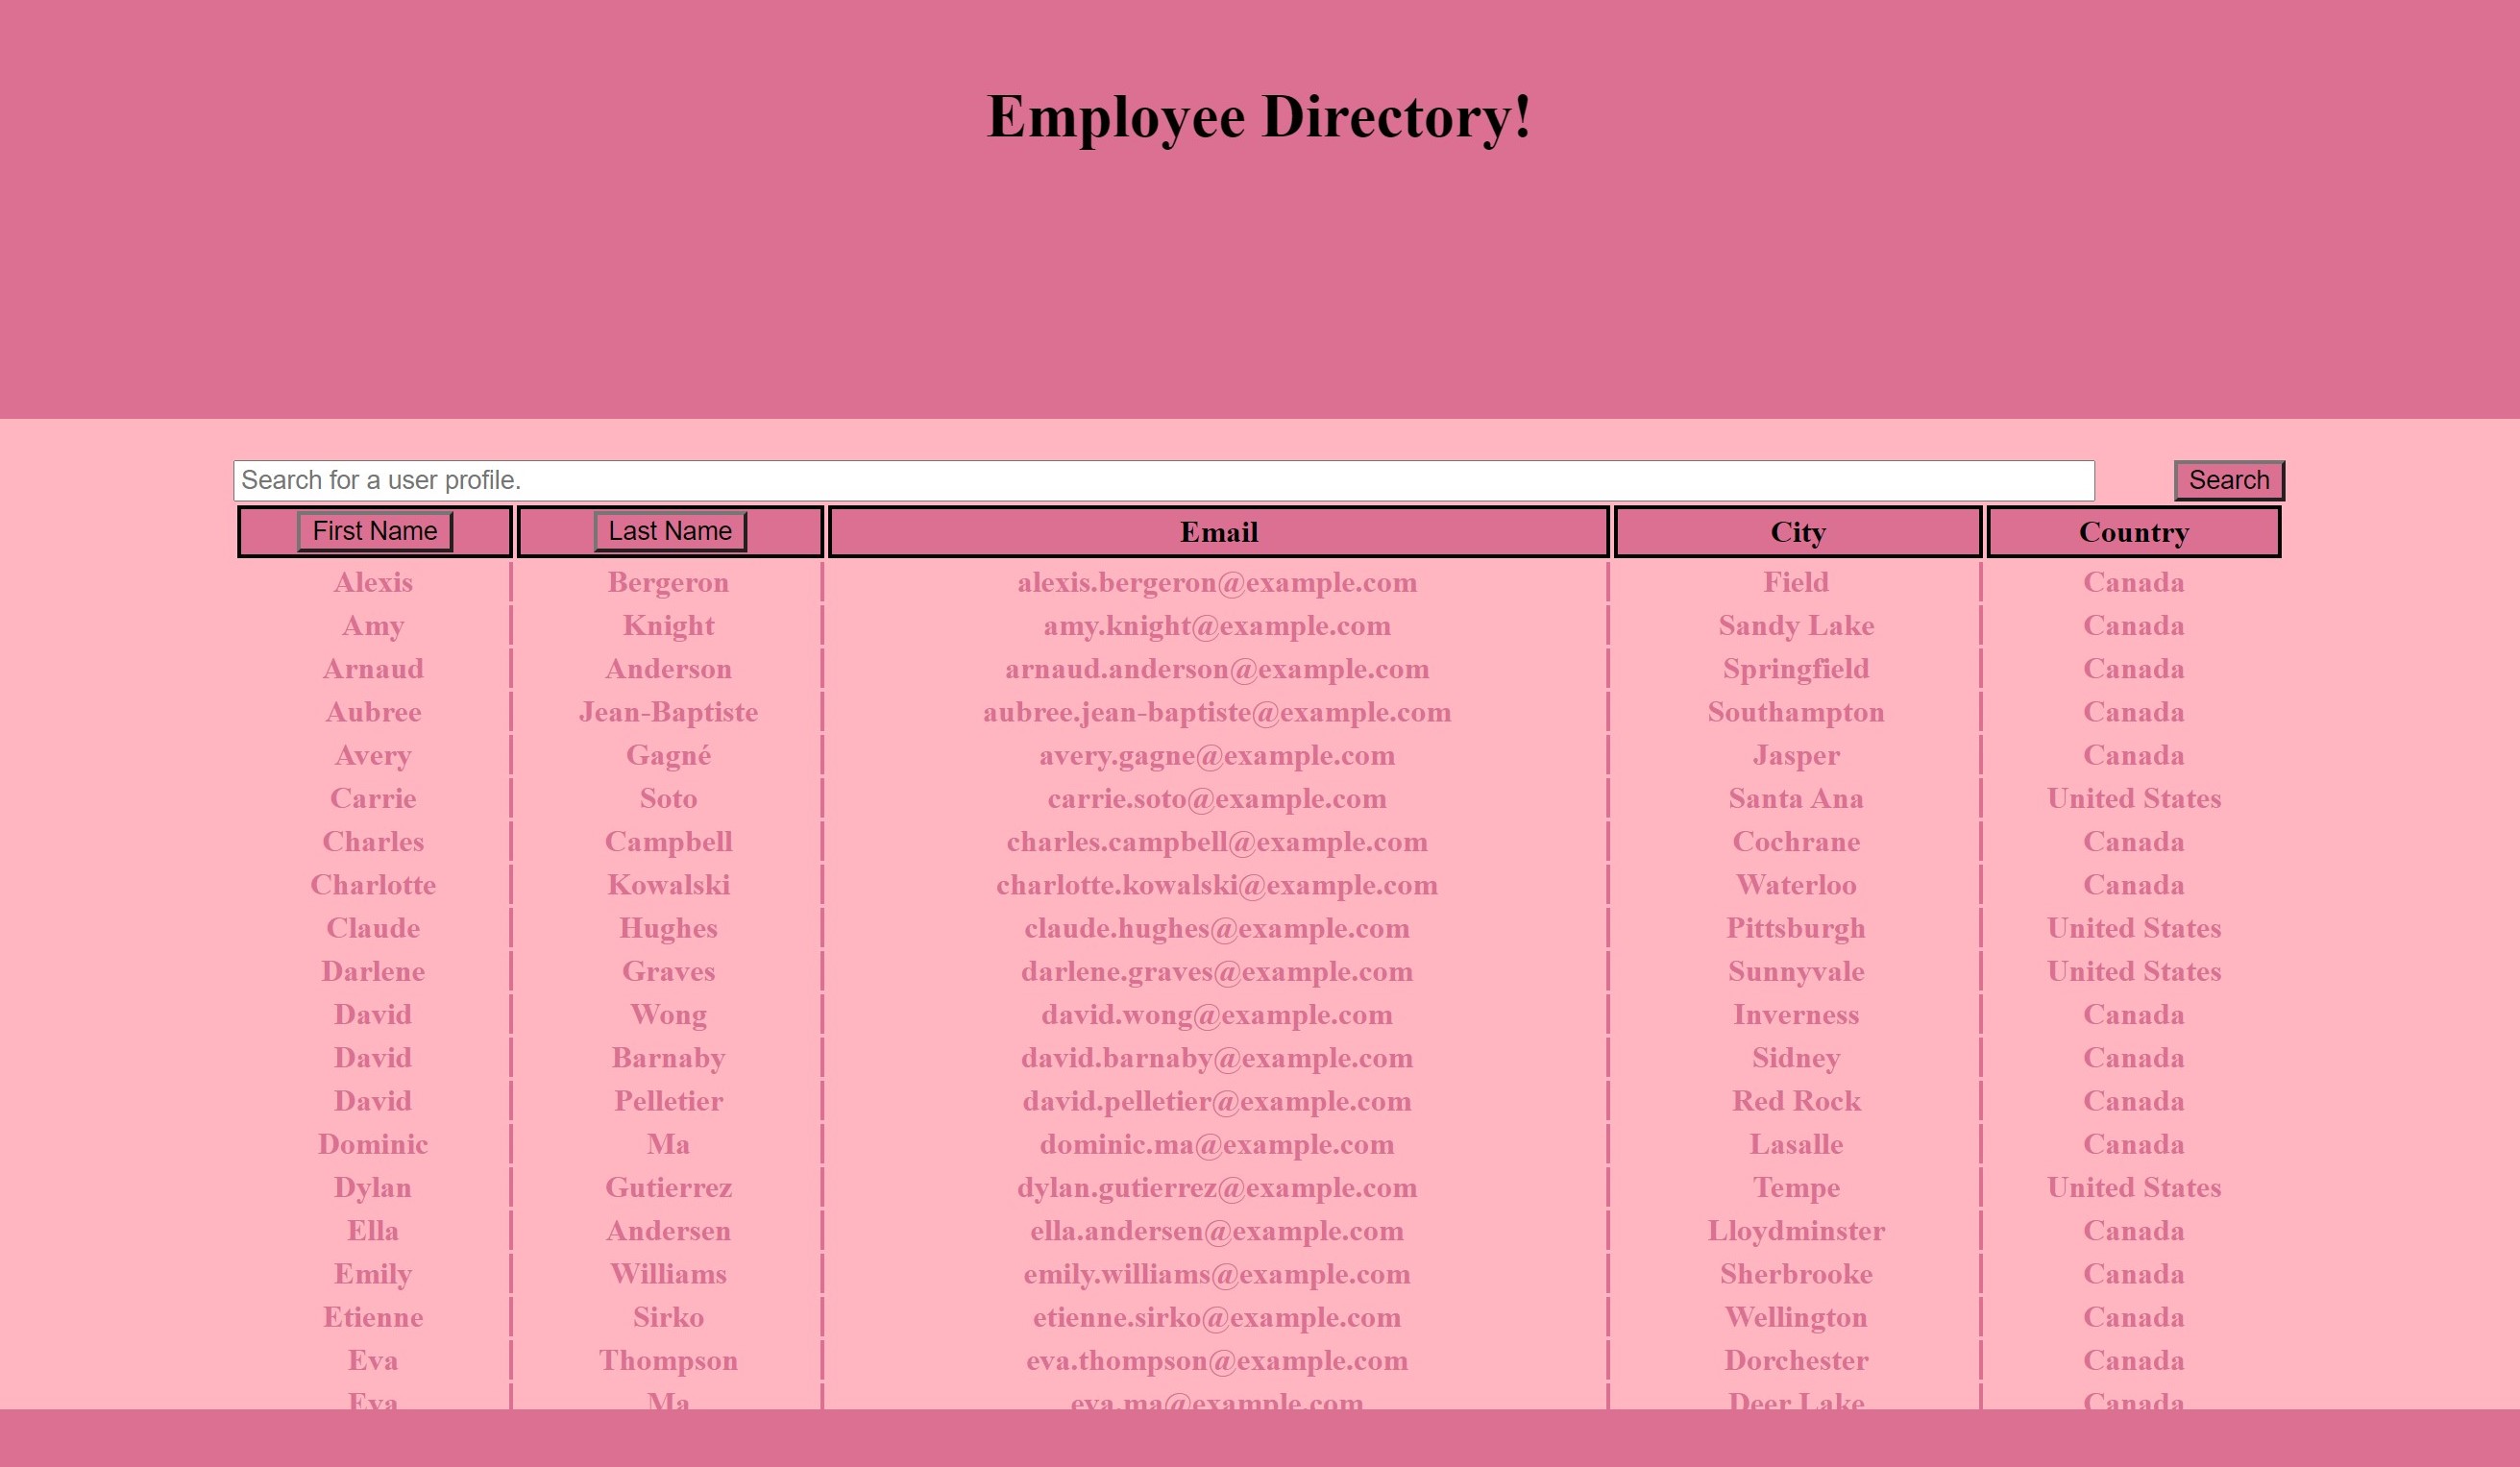 Employee Directory!
Search for a user profile. Search
First Name Last Name Email City Country
Alexis Bergeron alexis.bergeron@example.com Field Canada
Amy Knight amy.knight@example.com Sandy Lake Canada
Arnaud Anderson arnaud.anderson@example.com Springfield Canada
Aubree Jean-Baptiste aubree.jean-baptiste@example.com Southampton Canada
Avery Gagné avery.gagne@example.com Jasper Canada
Carrie Soto carrie.soto@example.com Santa Ana United States
Charles Campbell charles.campbell@example.com Cochrane Canada
Charlotte Kowalski charlotte.kowalski@example.com Waterloo Canada
Claude Hughes claude.hughes@example.com Pittsburgh United States
Darlene Graves darlene.graves@example.com Sunnyvale United States
David Wong david.wong@example.com Inverness Canada
David Barnaby david.barnaby@example.com Sidney Canada
David Pelletier david.pelletier@example.com Red Rock Canada
Dominic Ma dominic.ma@example.com Lasalle Canada
Dylan Gutierrez dylan.gutierrez@example.com Tempe United States
Ella Andersen ella.andersen@example.com Lloydminster Canada
Emily Williams emily.williams@example.com Sherbrooke Canada
Etienne Sirko etienne.sirko@example.com Wellington Canada
Eva Thompson eva.thompson@example.com Dorchester Canada
Eva Ma eva.ma@example.com Deer Lake Canada